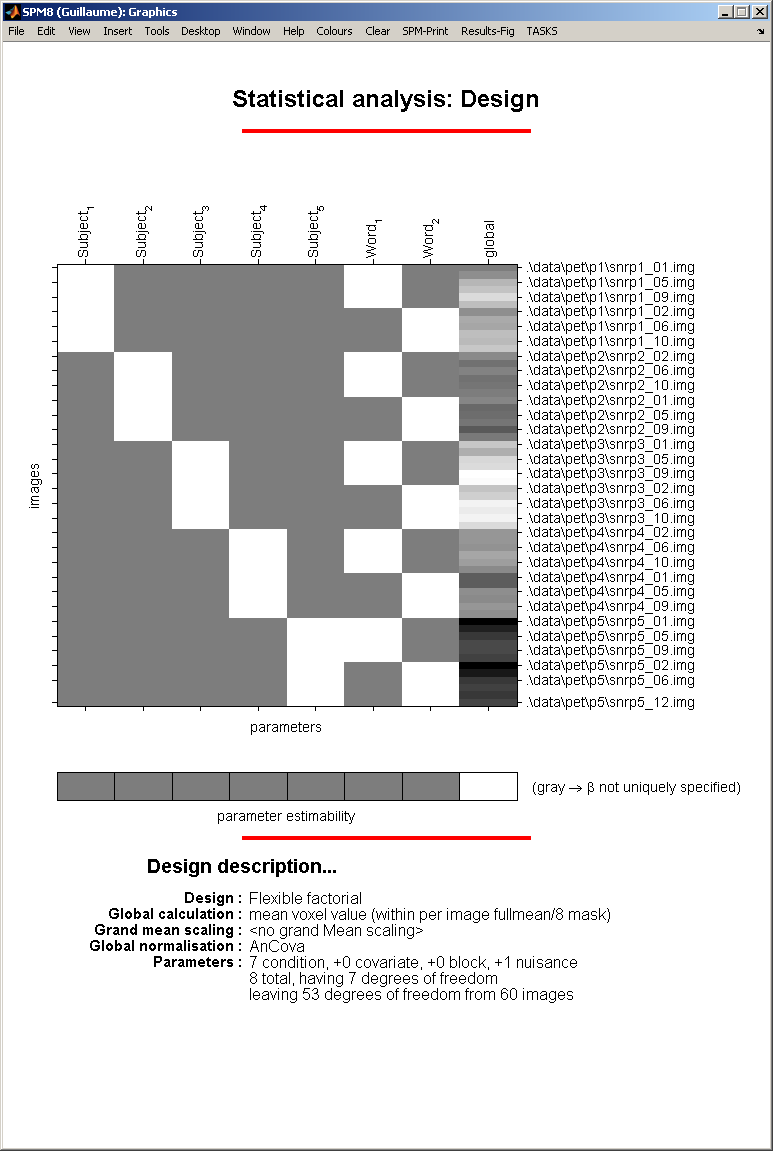 SPM8 (Guillaume): Graphics
File Edit View Insert Tools Desktop Window Help Colours Clear SPM-Print Results-Fig TASKS
Statistical analysis: Design
Subject1 Subject2 Subject3 Subject4 Subject5 Word1 Word2 global
.\data\pet\p1\snrp1_01.img
.\data\pet\p1\snrp1_05.img
.\data\pet\p1\snrp1_09.img
.\data\pet\p1\snrp1_02.img
.\data\pet\p1\snrp1_06.img
.\data\pet\p1\snrp1_10.img
.\data\pet\p2\snrp2_02.img
.\data\pet\p2\snrp2_06.img
.\data\pet\p2\snrp2_10.img
.\data\pet\p2\snrp2_01.img
.\data\pet\p2\snrp2_05.img
.\data\pet\p2\snrp2_09.img
.\data\pet\p3\snrp3_01.img
.\data\pet\p3\snrp3_05.img
.\data\pet\p3\snrp3_09.img
.\data\pet\p3\snrp3_02.img
.\data\pet\p3\snrp3_06.img
.\data\pet\p3\snrp3_10.img
.\data\pet\p4\snrp4_02.img
.\data\pet\p4\snrp4_06.img
.\data\pet\p4\snrp4_10.img
.\data\pet\p4\snrp4_01.img
.\data\pet\p4\snrp4_05.img
.\data\pet\p4\snrp4_09.img
.\data\pet\p5\snrp5_01.img
.\data\pet\p5\snrp5_05.img
.\data\pet\p5\snrp5_09.img
.\data\pet\p5\snrp5_02.img
.\data\pet\p5\snrp5_06.img
.\data\pet\p5\snrp5_12.img
images
parameters
(gray → β not uniquely specified)
parameter estimability
Design description...
Design : Flexible factorial
Global calculation : mean voxel value (within per image fullmean/8 mask)
Grand mean scaling : <no grand Mean scaling>
Global normalisation : AnCova
Parameters : 7 condition, +0 covariate, +0 block, +1 nuisance
8 total, having 7 degrees of freedom
leaving 53 degrees of freedom from 60 images